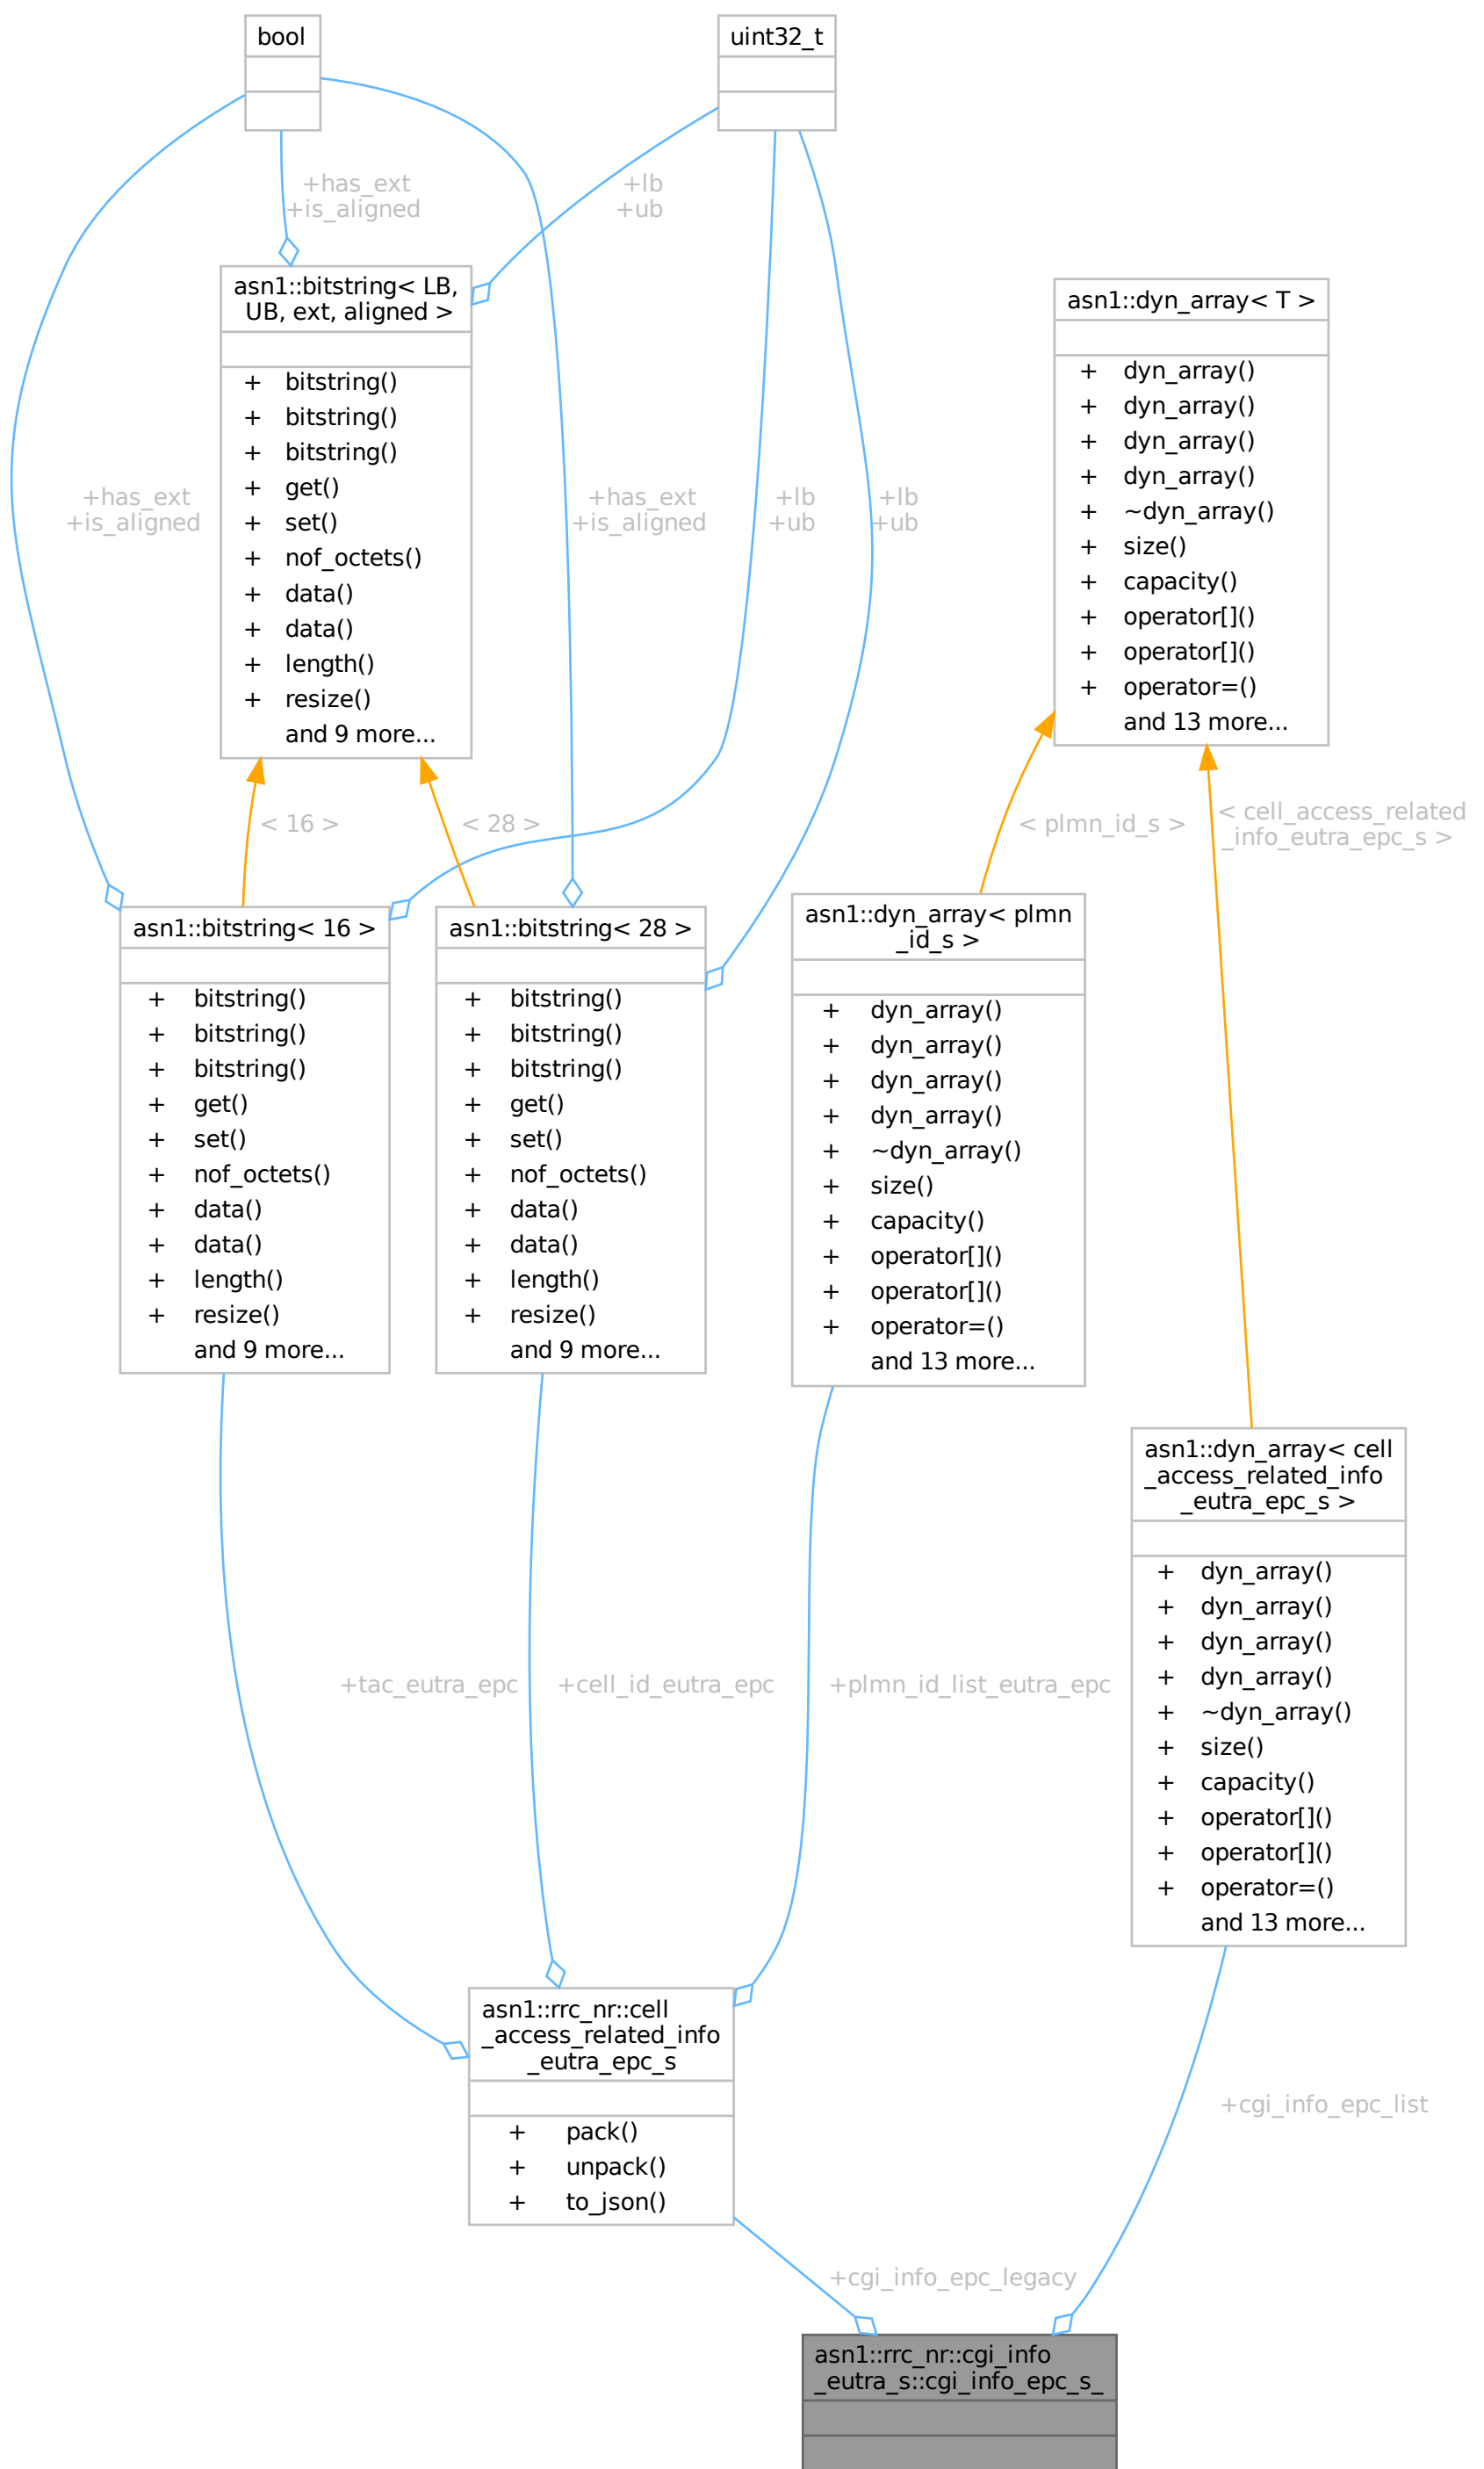 bool
uint32_t
+has_ext
+is_aligned
+lb
+ub
asn1::bitstring< LB,
UB, ext, aligned >
+ bitstring()
+ bitstring()
+ bitstring()
+ get()
+ set()
+ nof_octets()
+ data()
+ data()
+ length()
+ resize()
and 9 more...
asn1::dyn_array< T >
+ dyn_array()
+ dyn_array()
+ dyn_array()
+ dyn_array()
+ ~dyn_array()
+ size()
+ capacity()
+ operator[]()
+ operator[]()
+ operator=()
and 13 more...
+has_ext
+is_aligned
+has_ext
+is_aligned
+lb
+ub
+lb
+ub
< 16 >
< 28 >
< plmn_id_s >
< cell_access_related
_info_eutra_epc_s >
asn1::bitstring< 16 >
+ bitstring()
+ bitstring()
+ bitstring()
+ get()
+ set()
+ nof_octets()
+ data()
+ data()
+ length()
+ resize()
and 9 more...
asn1::bitstring< 28 >
+ bitstring()
+ bitstring()
+ bitstring()
+ get()
+ set()
+ nof_octets()
+ data()
+ data()
+ length()
+ resize()
and 9 more...
asn1::dyn_array< plmn
_id_s >
+ dyn_array()
+ dyn_array()
+ dyn_array()
+ dyn_array()
+ ~dyn_array()
+ size()
+ capacity()
+ operator[]()
+ operator[]()
+ operator=()
and 13 more...
asn1::dyn_array< cell
_access_related_info
_eutra_epc_s >
+ dyn_array()
+ dyn_array()
+ dyn_array()
+ dyn_array()
+ ~dyn_array()
+ size()
+ capacity()
+ operator[]()
+ operator[]()
+ operator=()
and 13 more...
+tac_eutra_epc
+cell_id_eutra_epc
+plmn_id_list_eutra_epc
asn1::rrc_nr::cell
_access_related_info
_eutra_epc_s
+ pack()
+ unpack()
+ to_json()
+cgi_info_epc_list
+cgi_info_epc_legacy
asn1::rrc_nr::cgi_info
_eutra_s::cgi_info_epc_s_